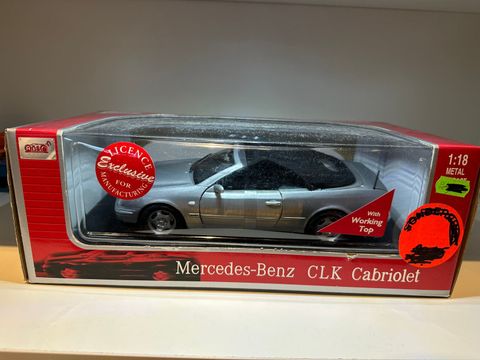 LICENCE
Exclusive
FOR
MANUFACTURING
1:18
METAL
With
Working
Top
Mercedes-Benz CLK Cabriolet